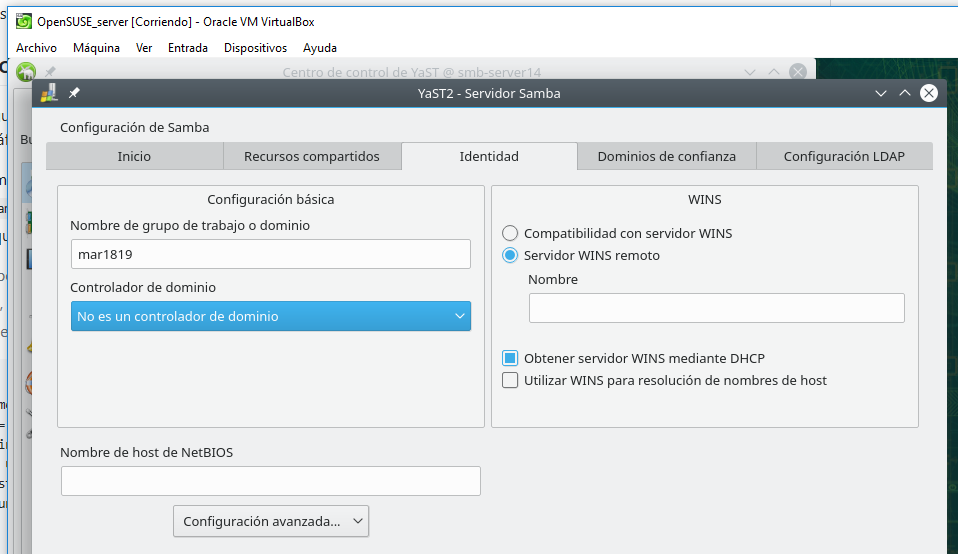 OpenSUSE_server [Corriendo] - Oracle VM VirtualBox
Archivo Máquina Ver Entrada Dispositivos Ayuda
Centro de control de YaST @ smb-server14
YaST2 - Servidor Samba
Configuración de Samba
Inicio Recursos compartidos Identidad Dominios de confianza Configuración LDAP
Configuración básica
Nombre de grupo de trabajo o dominio
mar1819
Controlador de dominio
No es un controlador de dominio
WINS
Compatibilidad con servidor WINS
Servidor WINS remoto
Nombre
Obtener servidor WINS mediante DHCP
Utilizar WINS para resolución de nombres de host
Nombre de host de NetBIOS
Configuración avanzada...